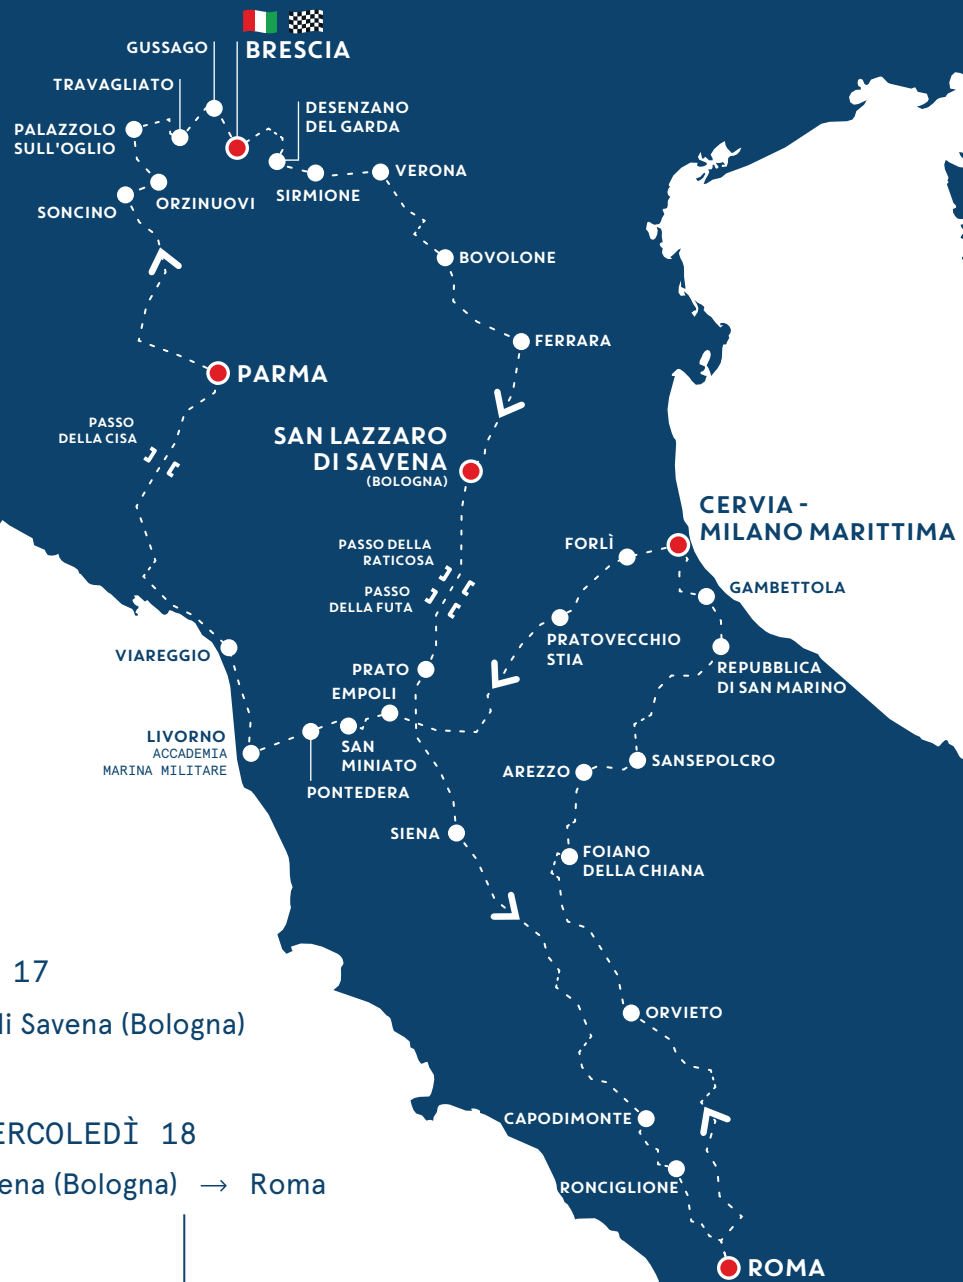 BRESCIA
GUSSAGO
TRAVAGLIATO
DESENZANO
DEL GARDA
PALAZZOLO
SULL'OGLIO
VERONA
SIRMIONE
ORZINUOVI
SONCINO
BOVOLONE
FERRARA
PARMA
PASSO
DELLA CISA
SAN LAZZARO
DI SAVENA
(BOLOGNA)
CERVIA -
MILANO MARITTIMA
FORLÌ
PASSO DELLA
RATICOSA
PASSO
DELLA FUTA
GAMBETTOLA
PRATOVECCHIO
STIA
VIAREGGIO
PRATO
REPUBBLICA
DI SAN MARINO
EMPOLI
LIVORNO
ACCADEMIA
MARINA MILITARE
SAN
MINIATO
PONTEDERA
AREZZO
SANSEPOLCRO
SIENA
FOIANO
DELLA CHIANA
17
di Savena (Bologna)
ORVIETO
CAPODIMONTE
ERCOLEDÌ 18
ena (Bologna) → Roma
RONCIGLIONE
ROMA